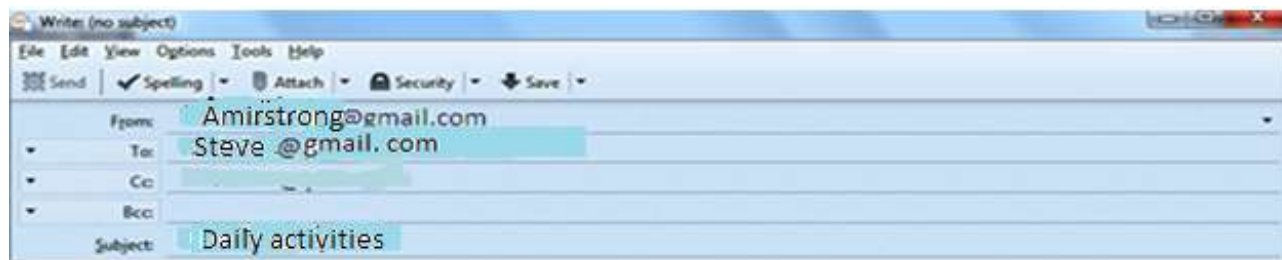 Write: (no subject)
File Edit View Options Tools Help
Send Spelling Attach Security Save
From: Amirstrong@gmail.com
To: Steve @gmail. com
Cc:
Bcc:
Subject: Daily activities